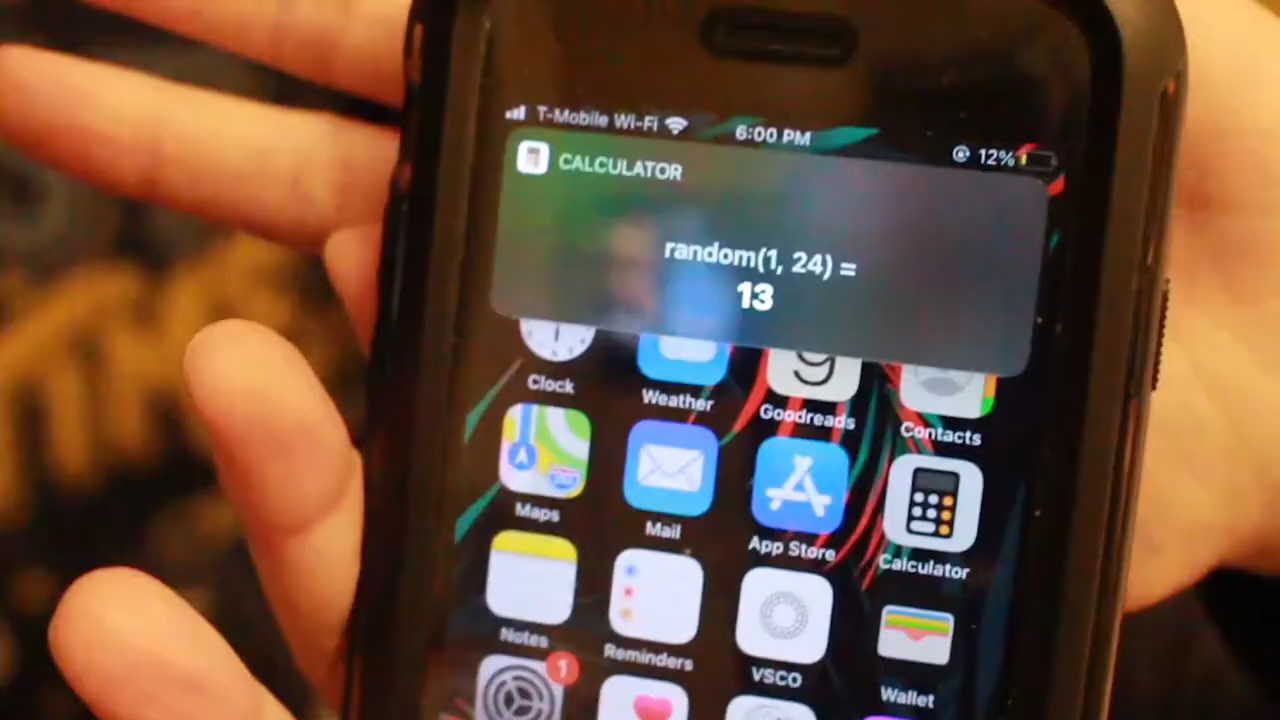 T-Mobile Wi-Fi 6:00 PM 12%
CALCULATOR
random(1, 24) =
13
9
Clock Weather Goodreads Contacts
Maps Mail App Store Calculator
Notes Reminders VSCO Wallet
1